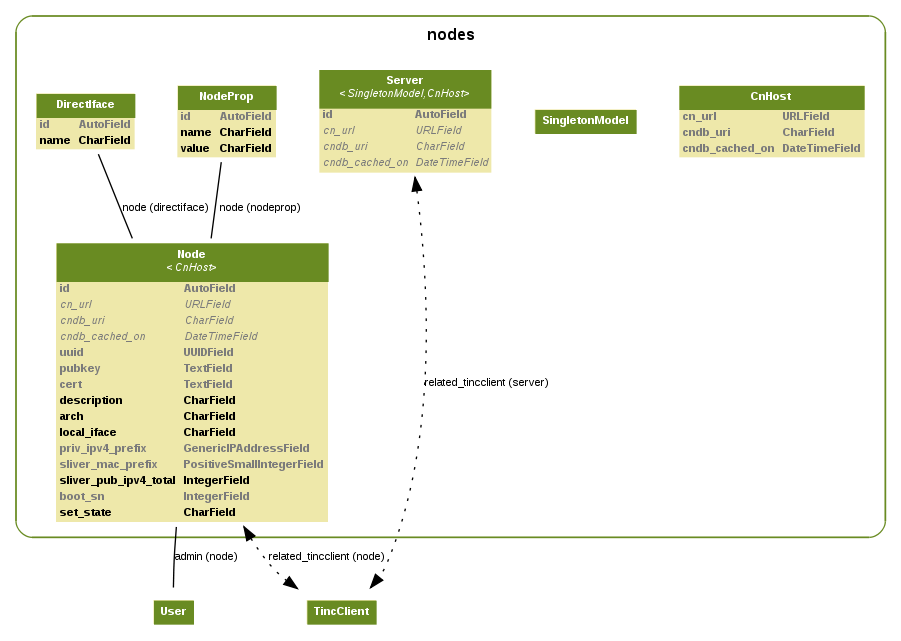 nodes
DirectIface
id AutoField
name CharField
NodeProp
id AutoField
name CharField
value CharField
Server
< SingletonModel,CnHost>
id AutoField
cn_url URLField
cndb_uri CharField
cndb_cached_on DateTimeField
SingletonModel
CnHost
cn_url URLField
cndb_uri CharField
cndb_cached_on DateTimeField
node (directiface)
node (nodeprop)
Node
< CnHost>
id AutoField
cn_url URLField
cndb_uri CharField
cndb_cached_on DateTimeField
uuid UUIDField
pubkey TextField
cert TextField
description CharField
arch CharField
local_iface CharField
priv_ipv4_prefix GenericIPAddressField
sliver_mac_prefix PositiveSmallIntegerField
sliver_pub_ipv4_total IntegerField
boot_sn IntegerField
set_state CharField
related_tincclient (server)
admin (node)
related_tincclient (node)
User
TincClient